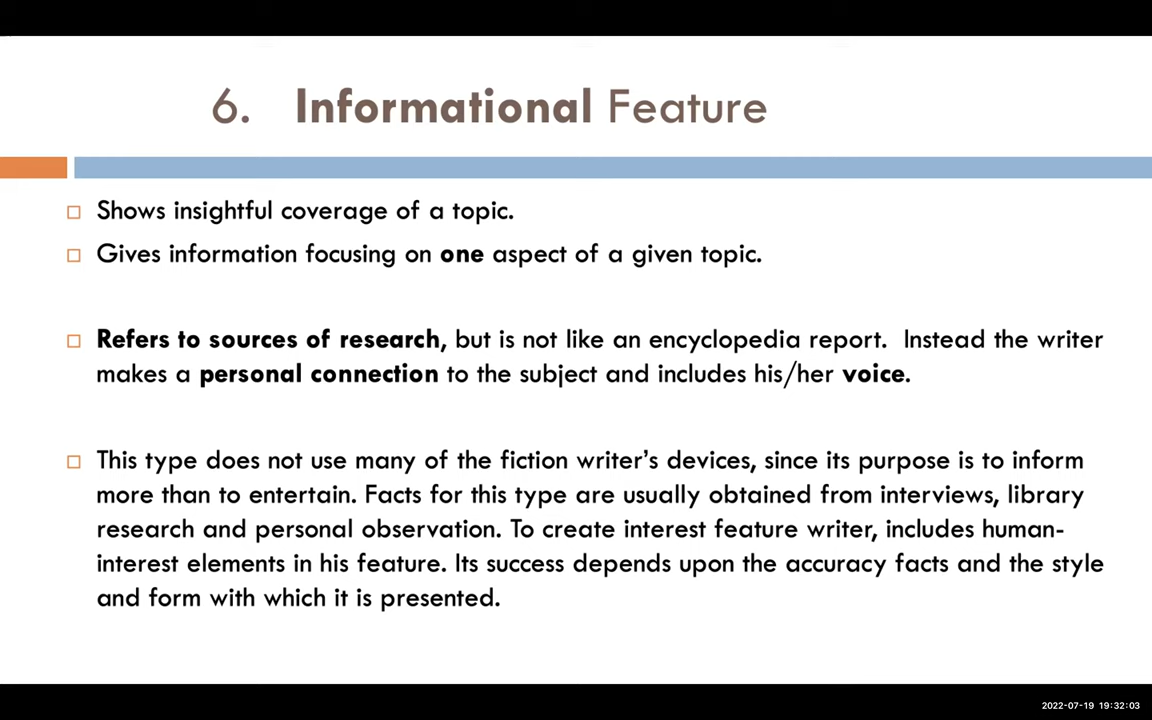 6. Informational Feature
Shows insightful coverage of a topic.
Gives information focusing on one aspect of a given topic.
Refers to sources of research, but is not like an encyclopedia report. Instead the writer
makes a personal connection to the subject and includes his/her voice.
This type does not use many of the fiction writer's devices, since its purpose is to inform
more than to entertain. Facts for this type are usually obtained from interviews, library
research and personal observation. To create interest feature writer, includes human-
interest elements in his feature. Its success depends upon the accuracy facts and the style
and form with which it is presented.
2022-07-19 19:32:03